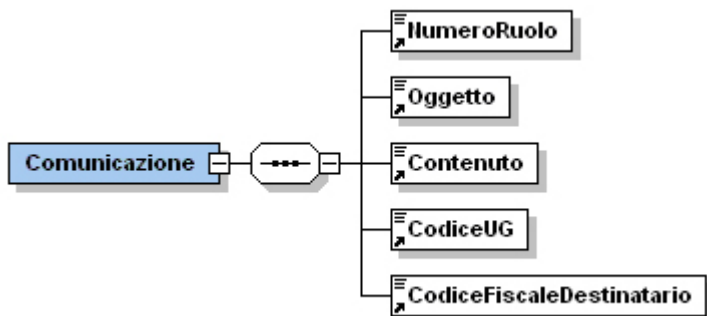 NumeroRuolo
Oggetto
Comunicazione
Contenuto
CodiceUG
CodiceFiscaleDestinatario